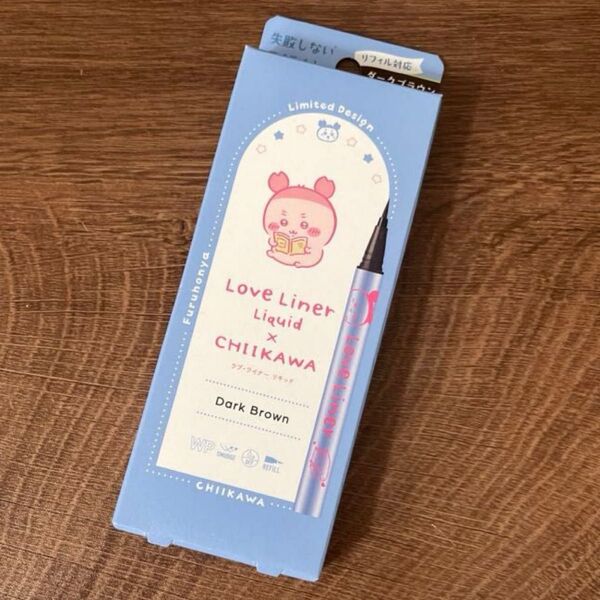 失敗しない
リフィル対応
ダークブラウン
Limited Design
Furuhonya
Love Liner
Liquid
×
CHIIKAWA
ラブ・ライナー リキッド
Dark Brown
WP
SMUDGE
REFILL
CHIIKAWA
Love Liner